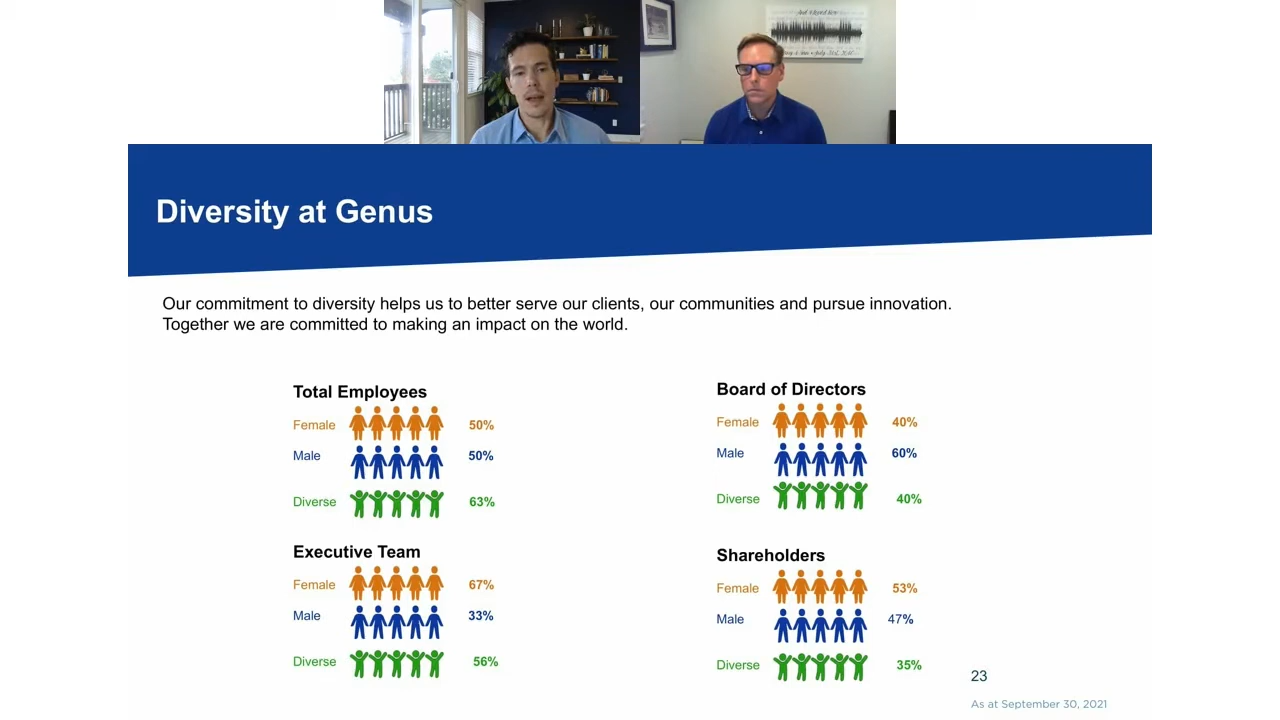 Diversity at Genus
Our commitment to diversity helps us to better serve our clients, our communities and pursue innovation.
Together we are committed to making an impact on the world.
Total Employees
Female 50%
Male 50%
Diverse 63%
Board of Directors
Female 40%
Male 60%
Diverse 40%
Executive Team
Female 67%
Male 33%
Diverse 56%
Shareholders
Female 53%
Male 47%
Diverse 35%
23
As at September 30, 2021